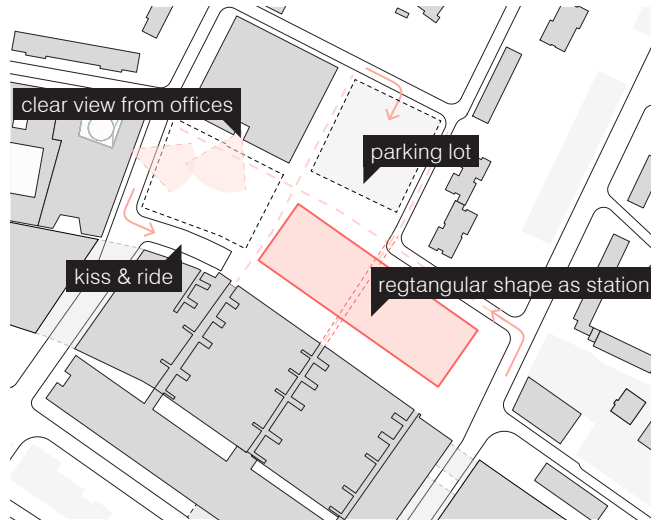 clear view from offices
parking lot
kiss & ride
regtangular shape as station